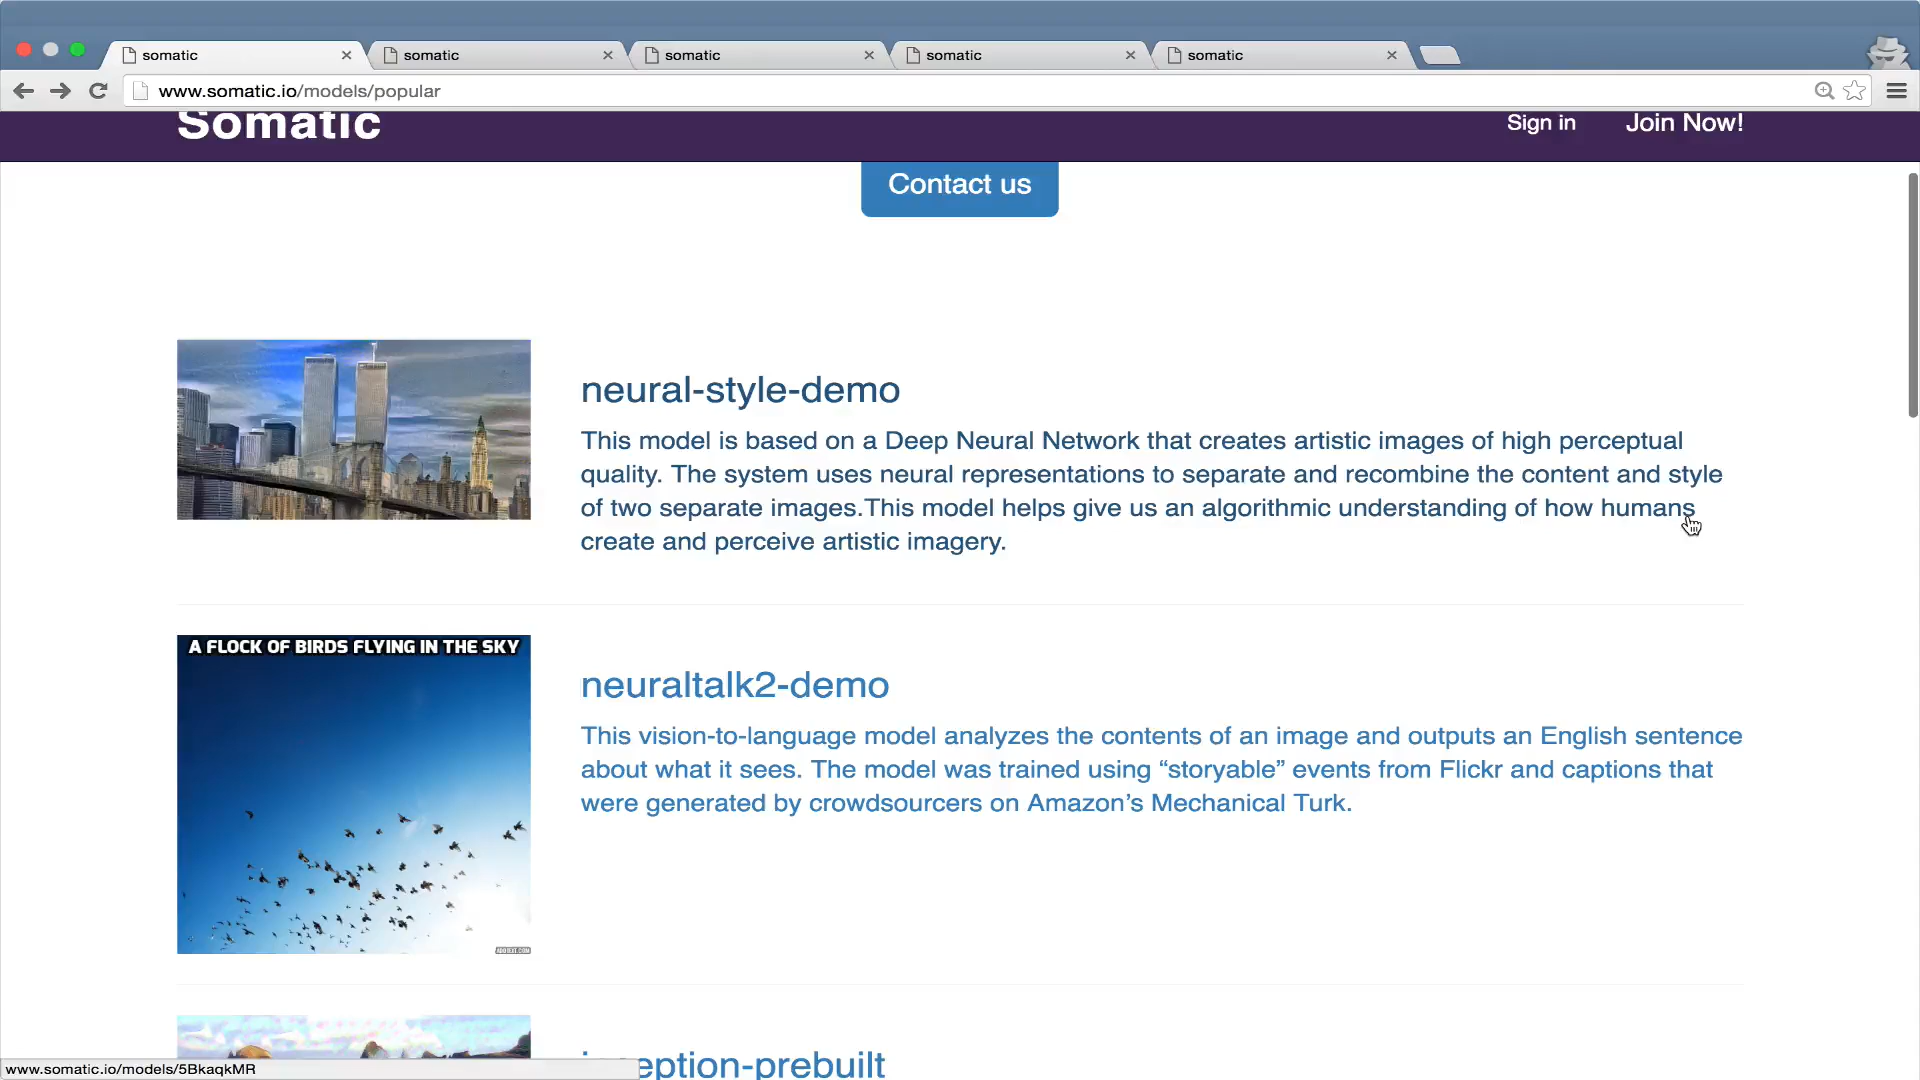 somatic
somatic
somatic
somatic
somatic
www.somatic.io/models/popular
Somatic
Sign in
Join Now!
Contact us
neural-style-demo
This model is based on a Deep Neural Network that creates artistic images of high perceptual
quality. The system uses neural representations to separate and recombine the content and style
of two separate images.This model helps give us an algorithmic understanding of how humans
create and perceive artistic imagery.
A FLOCK OF BIRDS FLYING IN THE SKY
neuraltalk2-demo
This vision-to-language model analyzes the contents of an image and outputs an English sentence
about what it sees. The model was trained using “storyable” events from Flickr and captions that
were generated by crowdsourcers on Amazon’s Mechanical Turk.
inception-prebuilt
www.somatic.io/models/5BkaqkMR